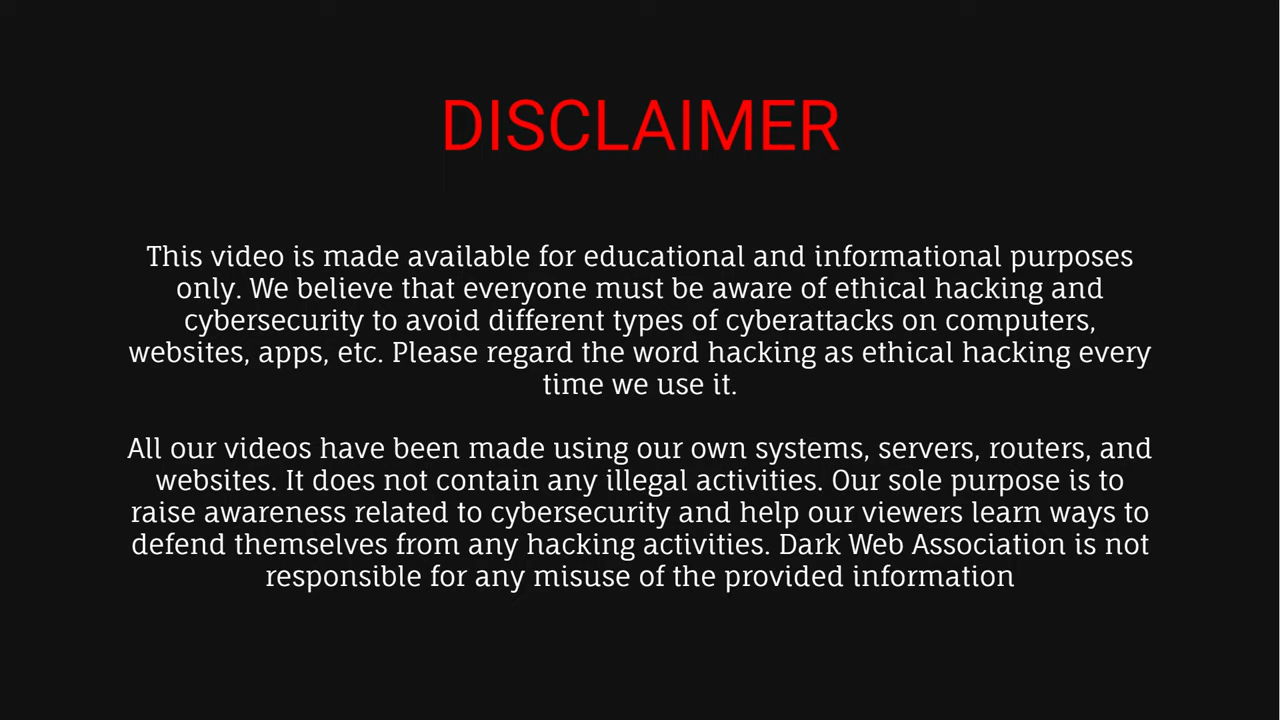 DISCLAIMER
This video is made available for educational and informational purposes
only. We believe that everyone must be aware of ethical hacking and
cybersecurity to avoid different types of cyberattacks on computers,
websites, apps, etc. Please regard the word hacking as ethical hacking every
time we use it.
All our videos have been made using our own systems, servers, routers, and
websites. It does not contain any illegal activities. Our sole purpose is to
raise awareness related to cybersecurity and help our viewers learn ways to
defend themselves from any hacking activities. Dark Web Association is not
responsible for any misuse of the provided information